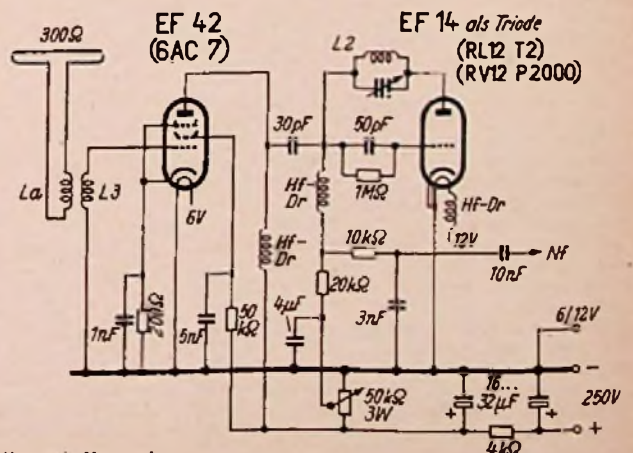 EF 42
(6AC 7)
EF 14 als Triode
(RL12 T2)
(RV12 P2000)
300Ω
L2
30pF
50pF
1MΩ
La
L3
6V
Hf-
Dr
Hf-Dr
12V
Hf-
Dr
10kΩ
10nF
Nf
20kΩ
4µF
3nF
1nF
5nF
50
kΩ
6/12V
−
50kΩ
3W
16...
32µF
250V
+
+
+
4kΩ